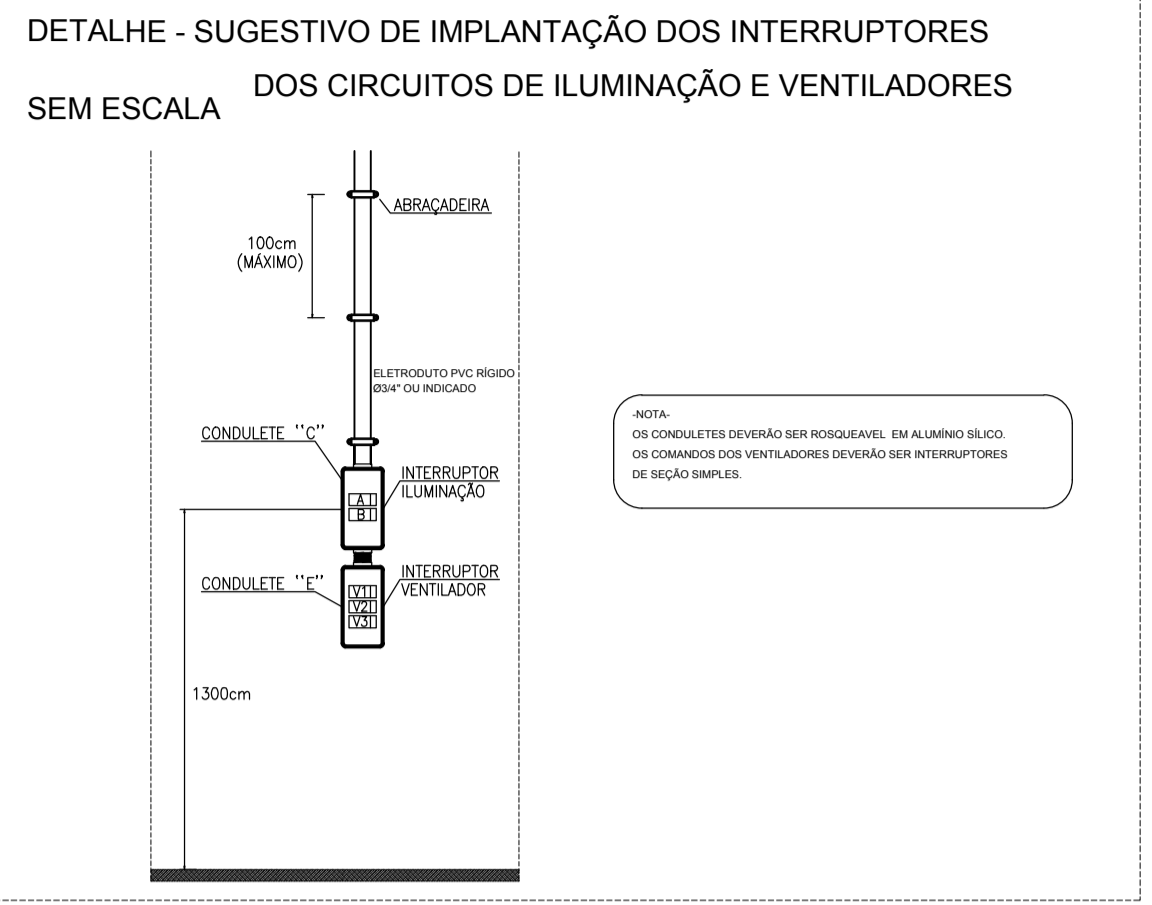 DETALHE - SUGESTIVO DE IMPLANTAÇÃO DOS INTERRUPTORES
DOS CIRCUITOS DE ILUMINAÇÃO E VENTILADORES
SEM ESCALA
ABRAÇADEIRA
100cm
(MÁXIMO)
ELETRODUTO PVC RÍGIDO
Ø3/4" OU INDICADO
CONDULETE ''C''
INTERRUPTOR
ILUMINAÇÃO
A
B
CONDULETE ''E''
INTERRUPTOR
VENTILADOR
V1
V2
V3
1300cm
-NOTA-
OS CONDULETES DEVERÃO SER ROSQUEAVEL EM ALUMÍNIO SÍLICO.
OS COMANDOS DOS VENTILADORES DEVERÃO SER INTERRUPTORES
DE SEÇÃO SIMPLES.